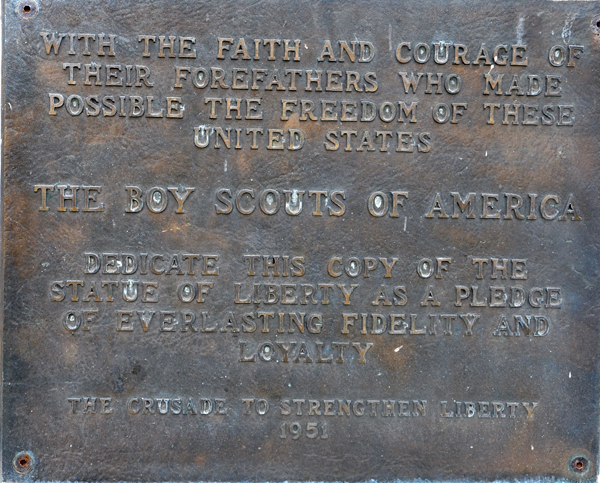 WITH THE FAITH AND COURAGE OF
THEIR FOREFATHERS WHO MADE
POSSIBLE THE FREEDOM OF THESE
UNITED STATES
THE BOY SCOUTS OF AMERICA
DEDICATE THIS COPY OF THE
STATUE OF LIBERTY AS A PLEDGE
OF EVERLASTING FIDELITY AND
LOYALTY
THE CRUSADE TO STRENGTHEN LIBERTY
1951